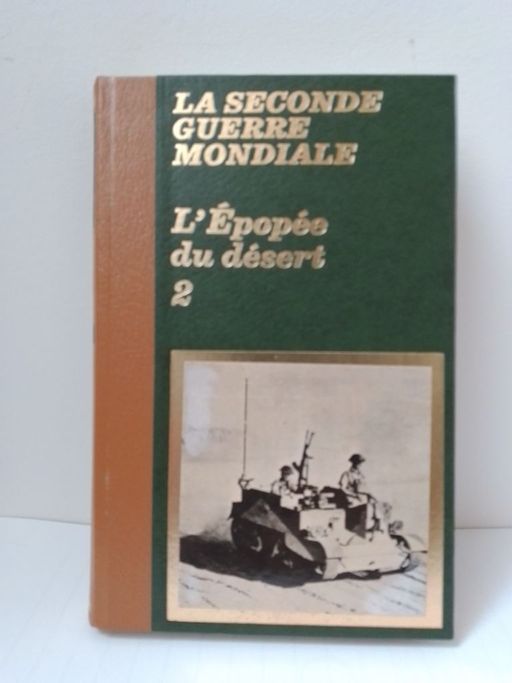 LA SECONDE
GUERRE
MONDIALE
L'Épopée
du désert
2